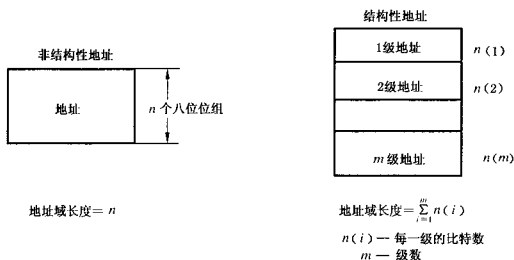 非结构性地址
地址
n 个八位位组
地址域长度= n
结构性地址
1级地址
n (1)
2级地址
n (2)
m 级地址
n(m)
地址域长度= m∑i=1 n ( i )
n ( i ) — 每一级的比特数
m — 级数